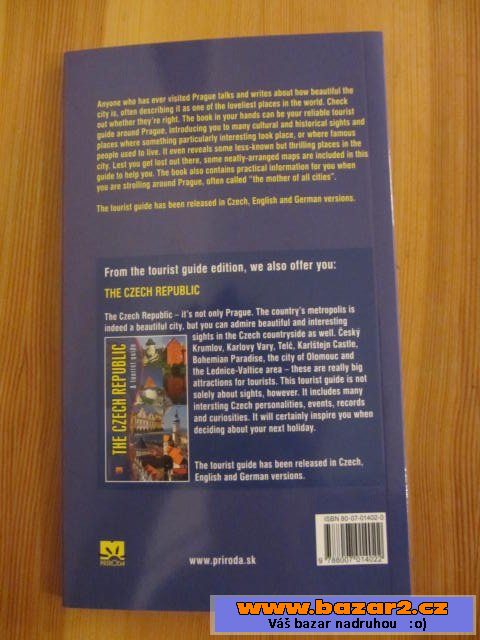 Anyone who has ever visited Prague talks and writes about how beautiful the
city is, often describing it as one of the loveliest places in the world. Check
out whether they're right. The book in your hands can be your reliable tourist
guide around Prague, introducing you to many cultural and historical sights and
places where something particularly interesting took place, or where famous
people used to live. It even reveals some less-known but thrilling places in the
city. Lest you get lost out there, some neatly-arranged maps are included in this
guide to help you. The book also contains practical information for you when
you are strolling around Prague, often called "the mother of all cities".
The tourist guide has been released in Czech, English and German versions.
From the tourist guide edition, we also offer you:
THE CZECH REPUBLIC
The Czech Republic – it's not only Prague. The country's metropolis is
indeed a beautiful city, but you can admire beautiful and interesting
sights in the Czech countryside as well. Český
Krumlov, Karlovy Vary, Telč, Karlštejn Castle,
Bohemian Paradise, the city of Olomouc and
the Lednice-Valtice area – these are really big
attractions for tourists. This tourist guide is not
solely about sights, however. It includes many
intersting Czech personalities, events, records
and curiosities. It will certainly inspire you when
deciding about your next holiday.
The tourist guide has been released in Czech,
English and German versions.
THE CZECH REPUBLIC
A tourist guide
ISBN 80-07-01402-0
9 788007 014022
PRÍRODA
www.priroda.sk
www.bazar2.cz
Váš bazar nadruhou :o)